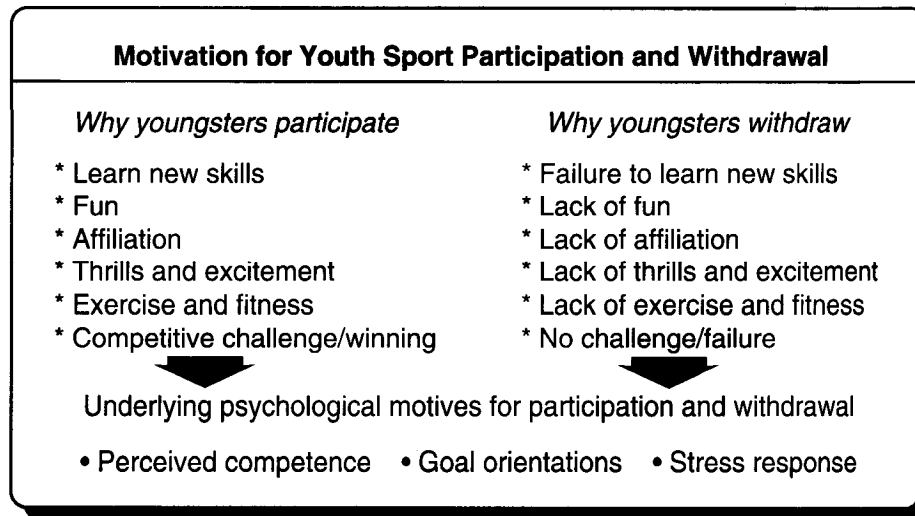 Motivation for Youth Sport Participation and Withdrawal
Why youngsters participate
* Learn new skills
* Fun
* Affiliation
* Thrills and excitement
* Exercise and fitness
* Competitive challenge/winning
Why youngsters withdraw
* Failure to learn new skills
* Lack of fun
* Lack of affiliation
* Lack of thrills and excitement
* Lack of exercise and fitness
* No challenge/failure
Underlying psychological motives for participation and withdrawal
• Perceived competence • Goal orientations • Stress response